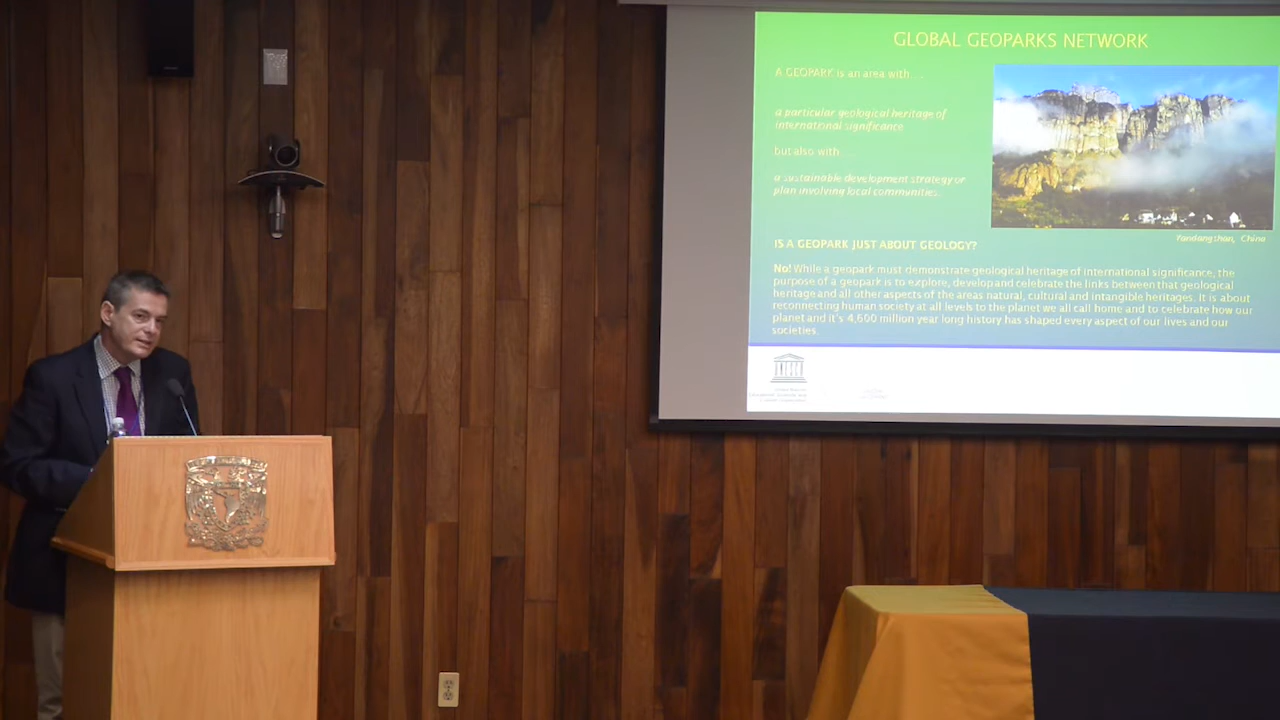 GLOBAL GEOPARKS NETWORK
A GEOPARK is an area with....
a particular geological heritage of
international significance
but also with....
a sustainable development strategy or
plan involving local communities.
Yandangshan, China
IS A GEOPARK JUST ABOUT GEOLOGY?
No! While a geopark must demonstrate geological heritage of international significance, the
purpose of a geopark is to explore, develop and celebrate the links between that geological
heritage and all other aspects of the areas natural, cultural and intangible heritages. It is about
reconnecting human society at all levels to the planet we all call home and to celebrate how our
planet and it's 4,600 million year long history has shaped every aspect of our lives and our
societies.
UNESCO